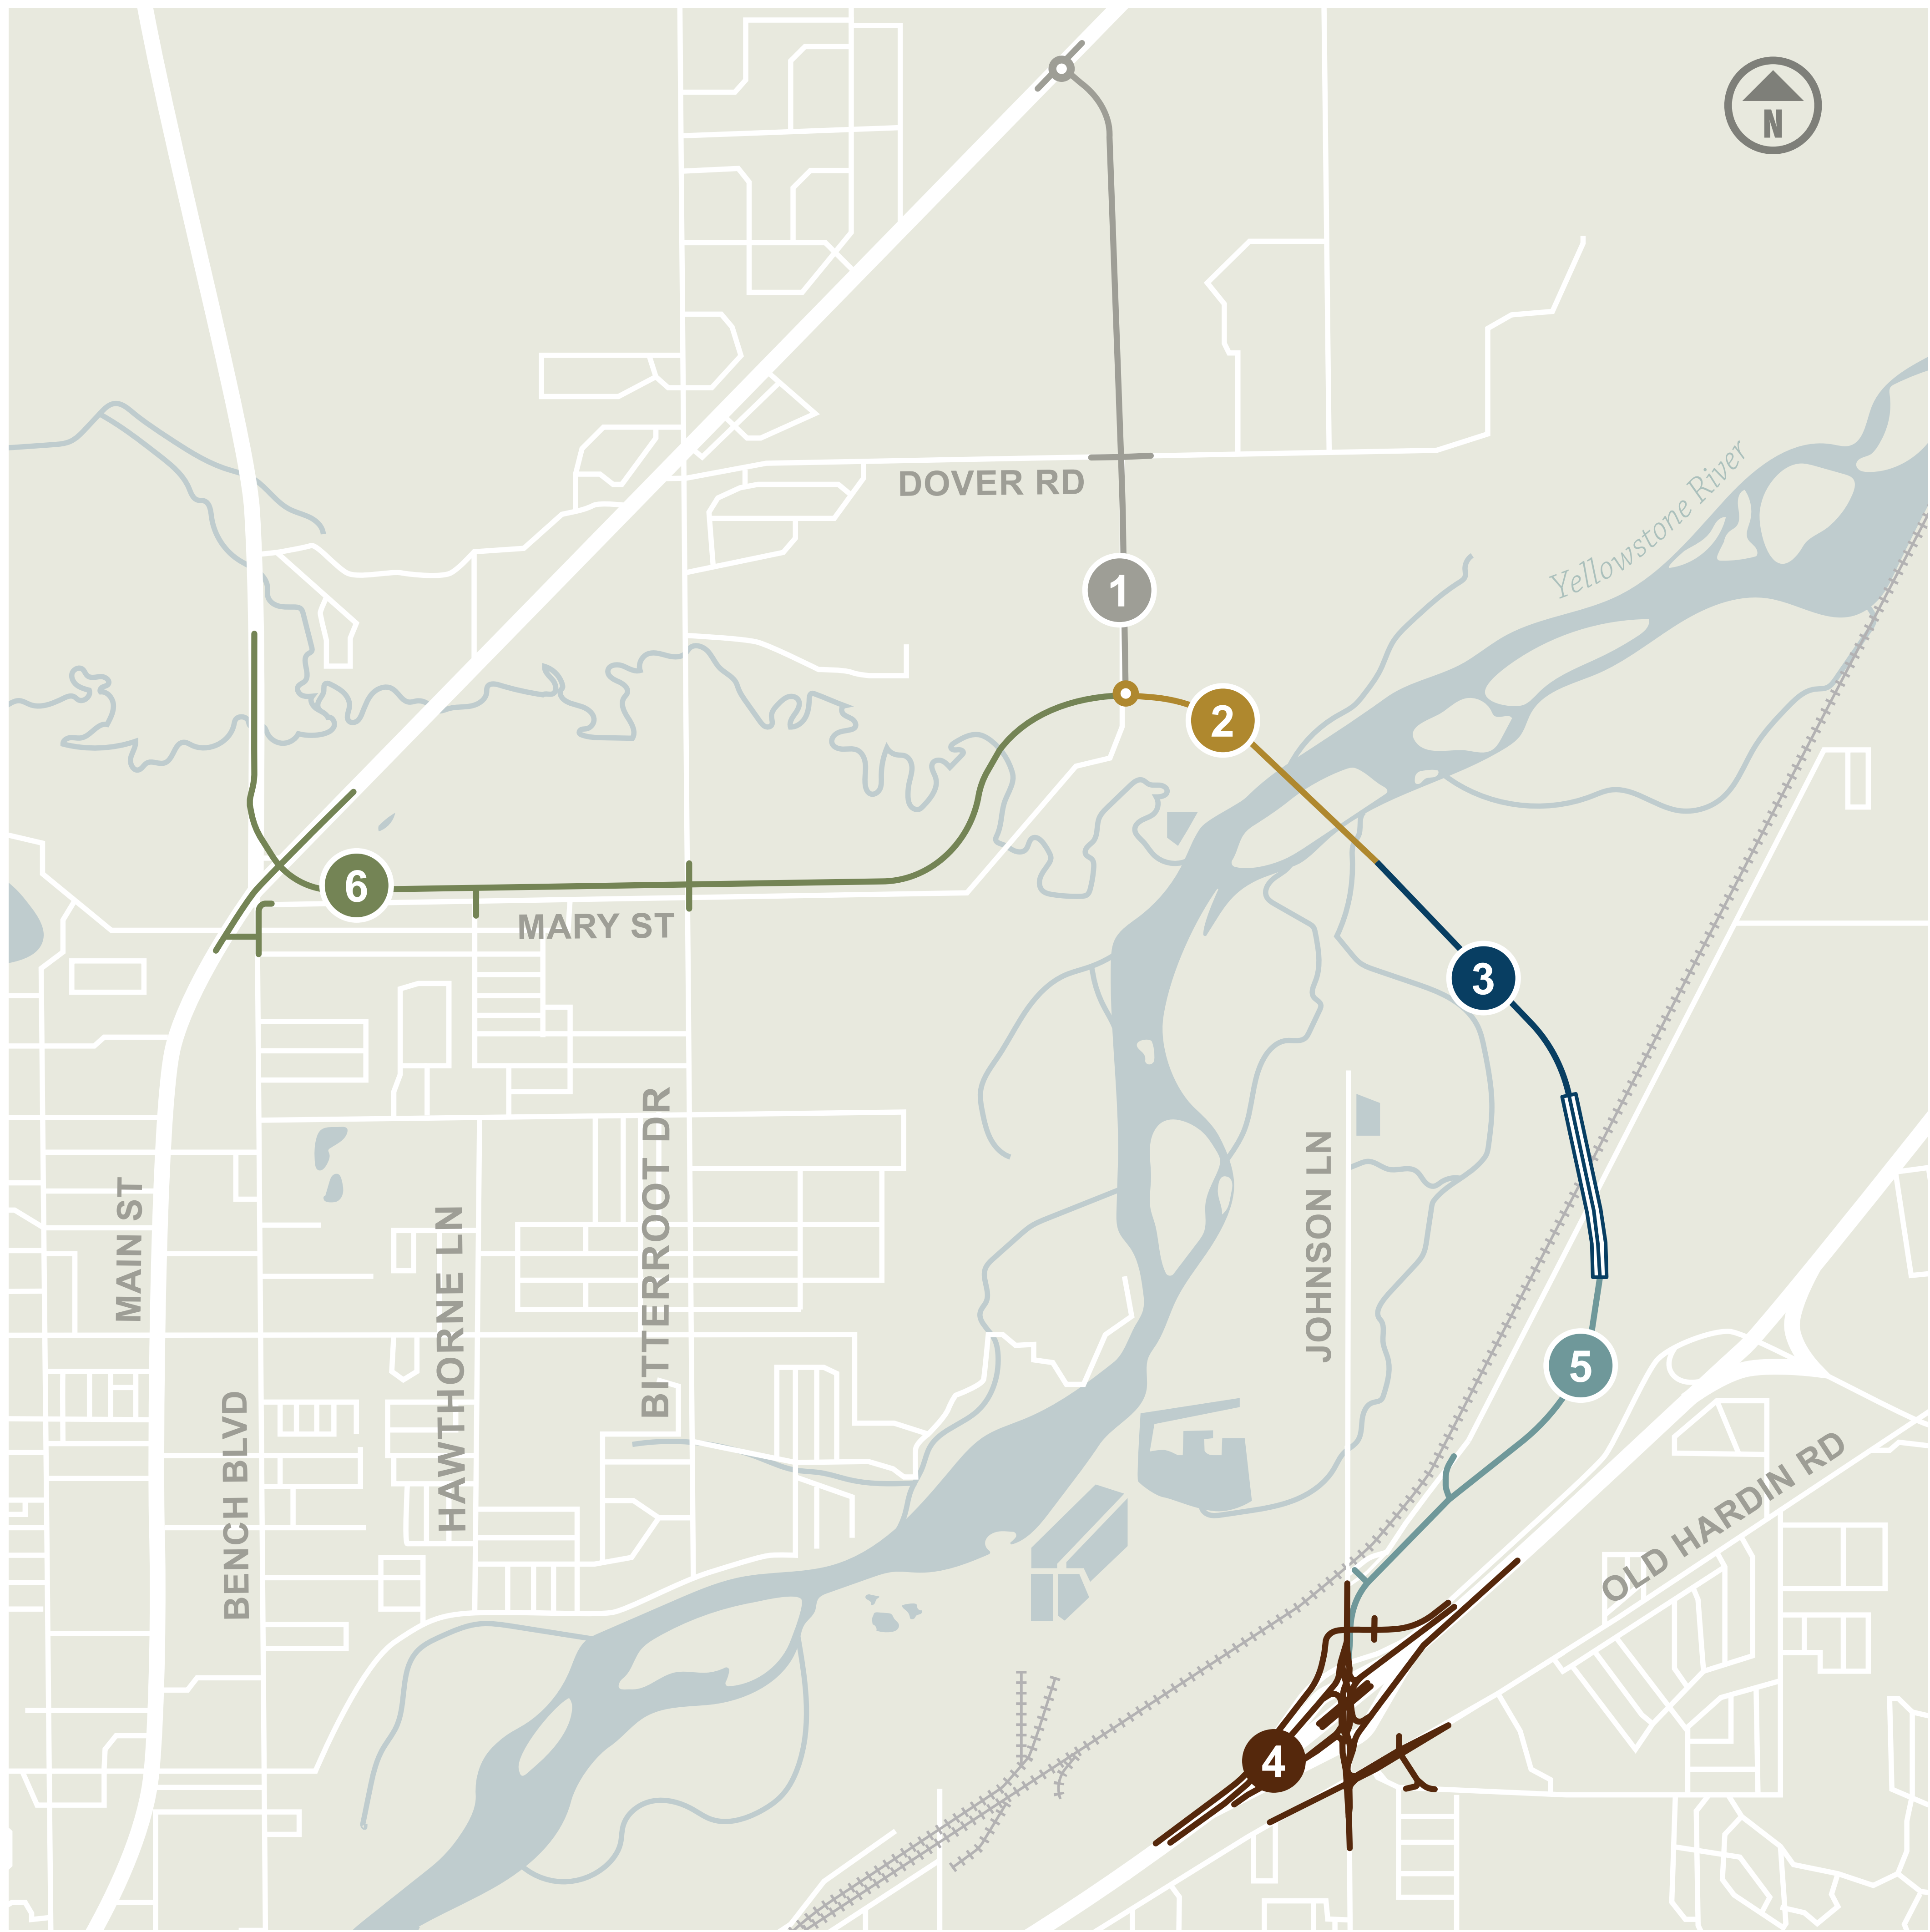 N
DOVER RD
Yellowstone River
1
2
6
MARY ST
3
MAIN ST
HAWTHORNE LN
BITTERROOT DR
JOHNSON LN
5
BENCH BLVD
OLD HARDIN RD
4